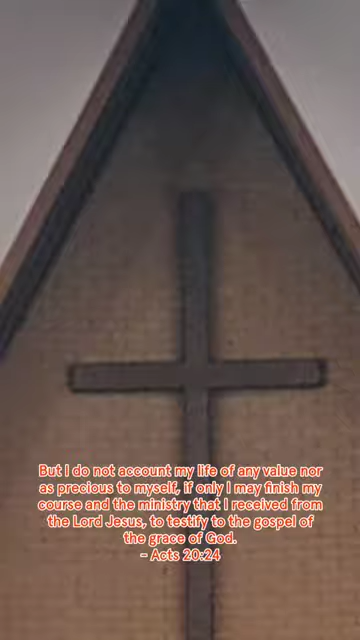 But I do not account my life of any value nor
as precious to myself, if only I may finish my
course and the ministry that I received from
the Lord Jesus, to testify to the gospel of
the grace of God.
- Acts 20:24